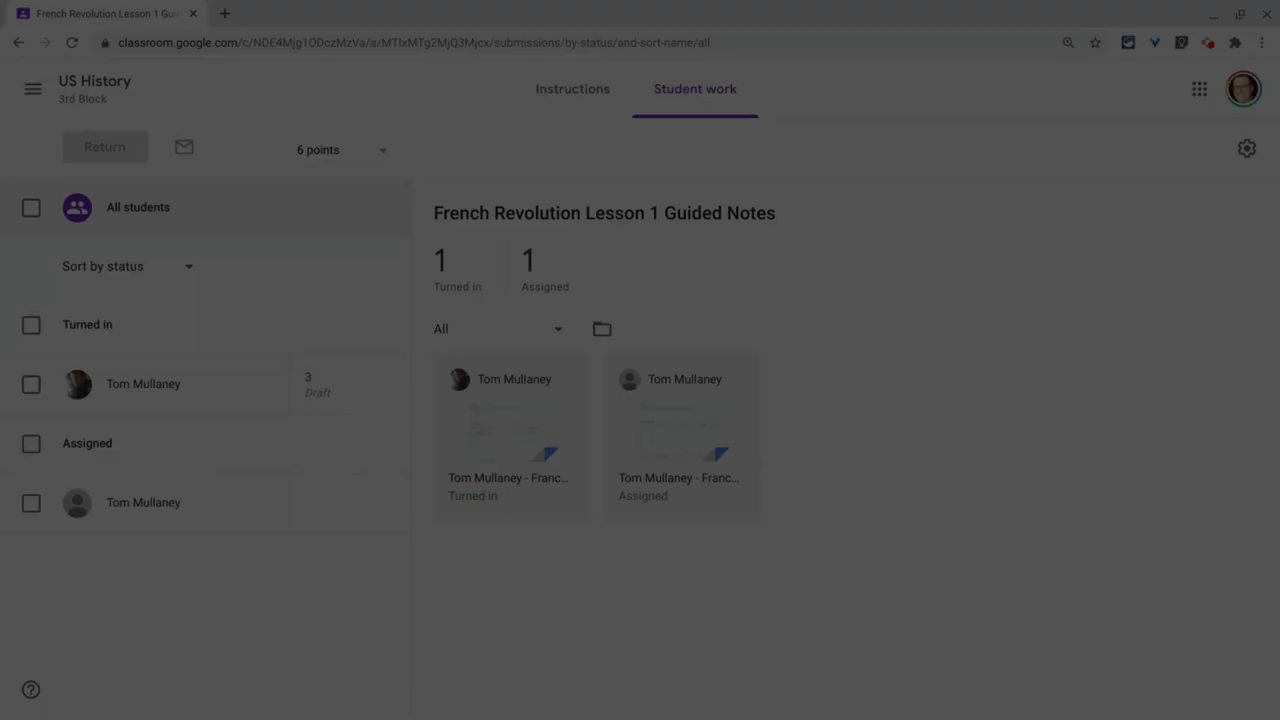 French Revolution Lesson 1 Gui
classroom.google.com/c/NDE4Mjg1ODczMzVa/a/MTIxMTg2MjQ3Mjcx/submissions/by-status/and-sort-name/all
US History
3rd Block
Instructions
Student work
Return
6 points
All students
Sort by status
Turned in
Tom Mullaney
3
Draft
Assigned
Tom Mullaney
French Revolution Lesson 1 Guided Notes
1
1
Turned in
Assigned
All
Tom Mullaney
Tom Mullaney
Tom Mullaney - Franc...
Tom Mullaney - Franc...
Turned in
Assigned